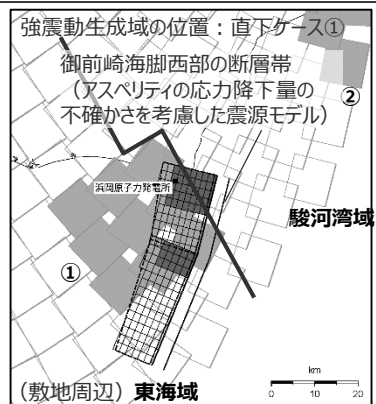 強震動生成域の位置：直下ケース①
御前崎海脚西部の断層帯
（アスペリティの応力降下量の
不確かさを考慮した震源モデル）
②
浜岡原子力発電所
駿河湾域
①
km
0 10 20
（敷地周辺）東海域